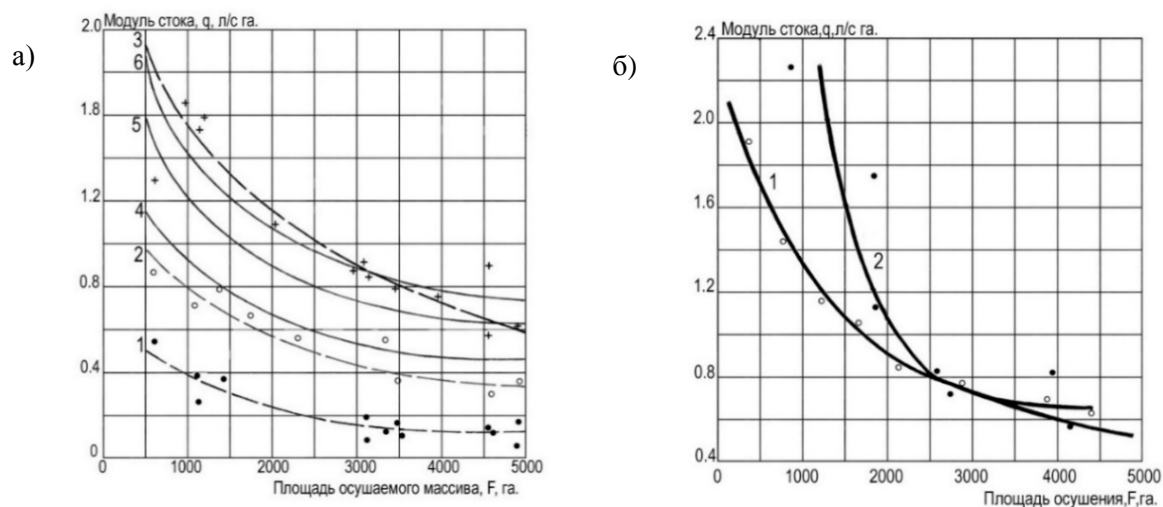 а)
Модуль стока, q, л/с га.
2.0
3
6
1.8
5
1.2
4
2
0.8
1
0.4
0
0 1000 2000 3000 4000 5000
Площадь осушаемого массива, F, га.
б)
Модуль стока,q,л/с га.
2.4
2.0
1
1.6
2
1.2
0.8
0.4
0 1000 2000 3000 4000 5000
Площадь осушения,F,га.